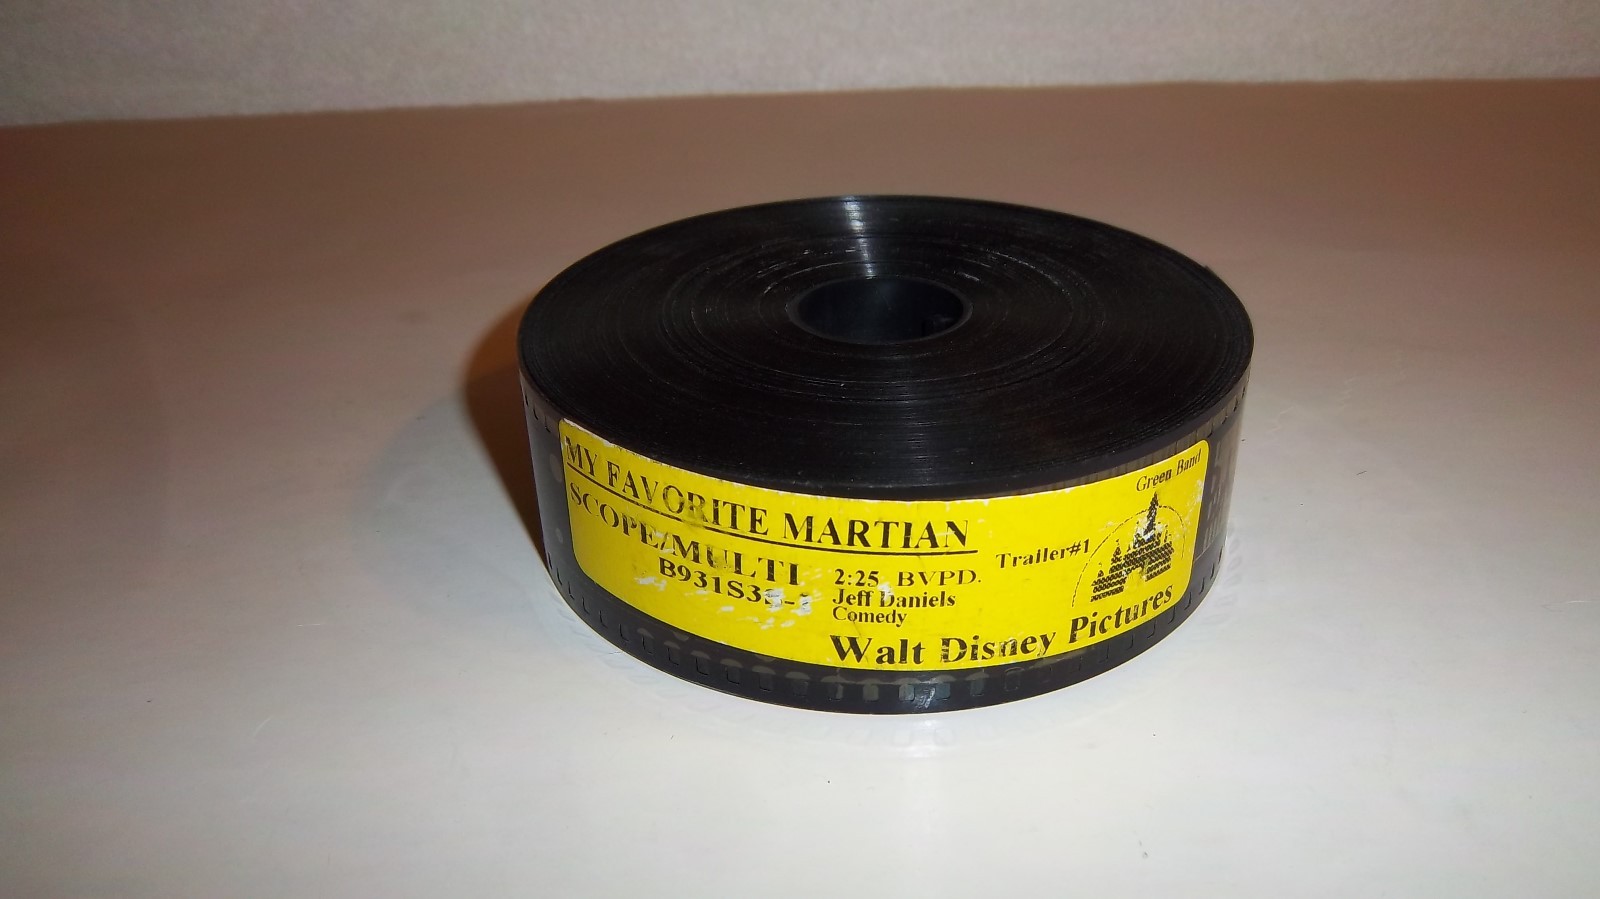 MY FAVORITE MARTIAN
SCOPE/MULTI
2:25 BVPD.
Jeff Daniels
Comedy
Trailer#1
Green Band
Walt Disney Pictures